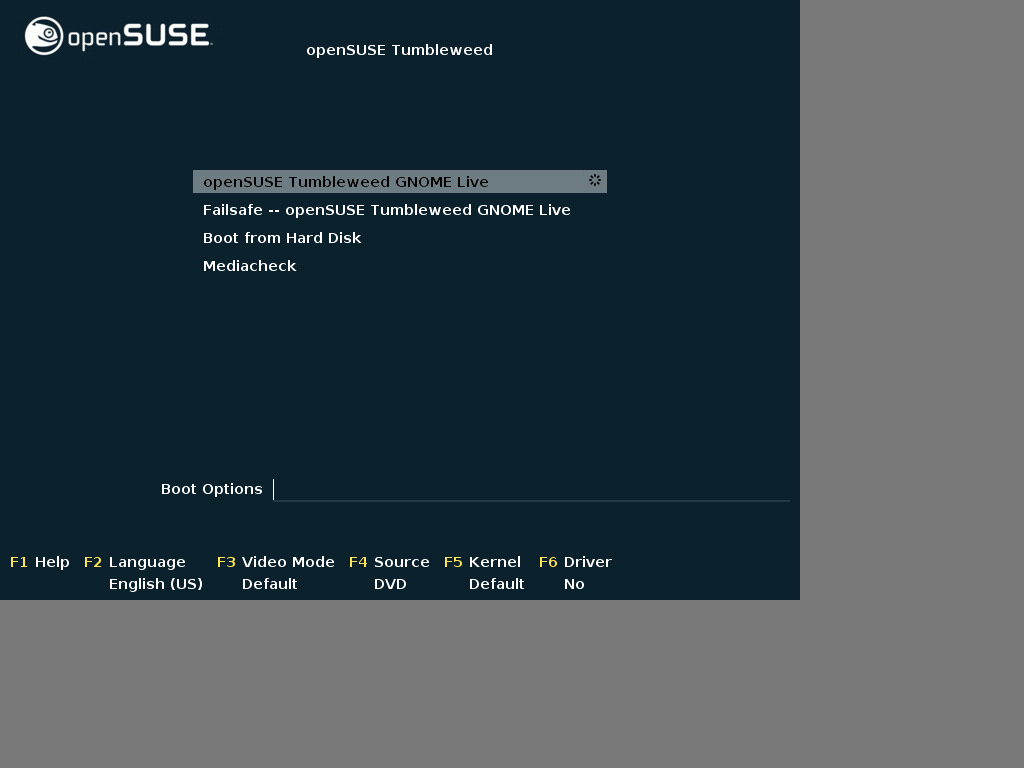 openSUSE
openSUSE Tumbleweed
openSUSE Tumbleweed GNOME Live
Failsafe -- openSUSE Tumbleweed GNOME Live
Boot from Hard Disk
Mediacheck
Boot Options
F1 Help F2 Language F3 Video Mode F4 Source F5 Kernel F6 Driver
English (US) Default DVD Default No